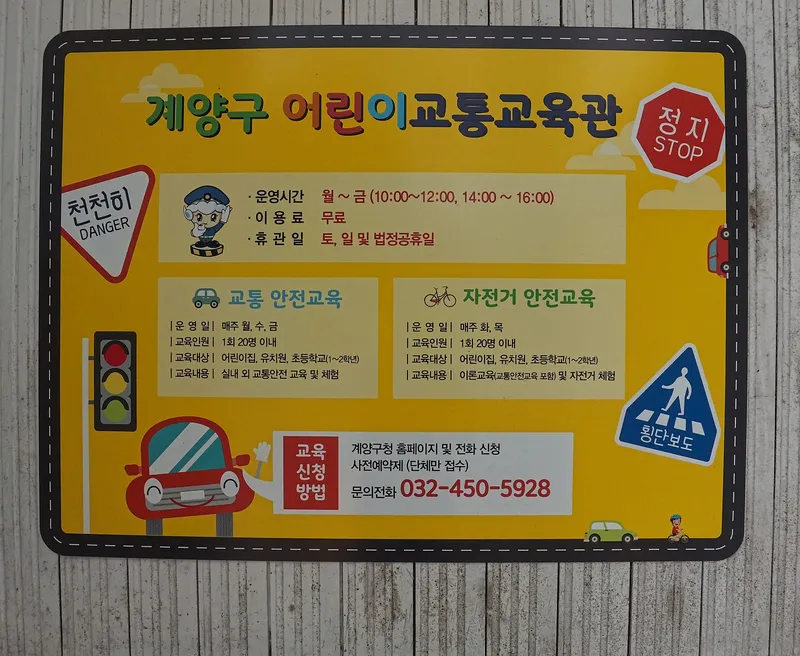 계양구 어린이교통교육관
정지
STOP
천천히
DANGER
· 운영시간 월 ~ 금 (10:00~12:00, 14:00 ~ 16:00)
· 이 용 료 무료
· 휴 관 일 토, 일 및 법정공휴일
교통 안전교육
| 운 영 일 | 매주 월, 수, 금
| 교육인원 | 1회 20명 이내
| 교육대상 | 어린이집, 유치원, 초등학교(1~2학년)
| 교육내용 | 실내 외 교통안전 교육 및 체험
자전거 안전교육
| 운 영 일 | 매주 화, 목
| 교육인원 | 1회 20명 이내
| 교육대상 | 어린이집, 유치원, 초등학교(1~2학년)
| 교육내용 | 이론교육(교통안전교육 포함) 및 자전거 체험
횡단보도
교육
신청
방법
계양구청 홈페이지 및 전화 신청
사전예약제 (단체만 접수)
문의전화 032-450-5928